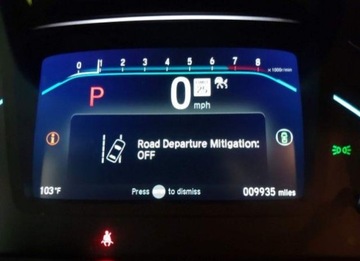 0 1 2 3 4 5 6 7 8
x 1000r/min
P 0
mph
Road Departure Mitigation:
OFF
103°F Press to dismiss 009935 miles